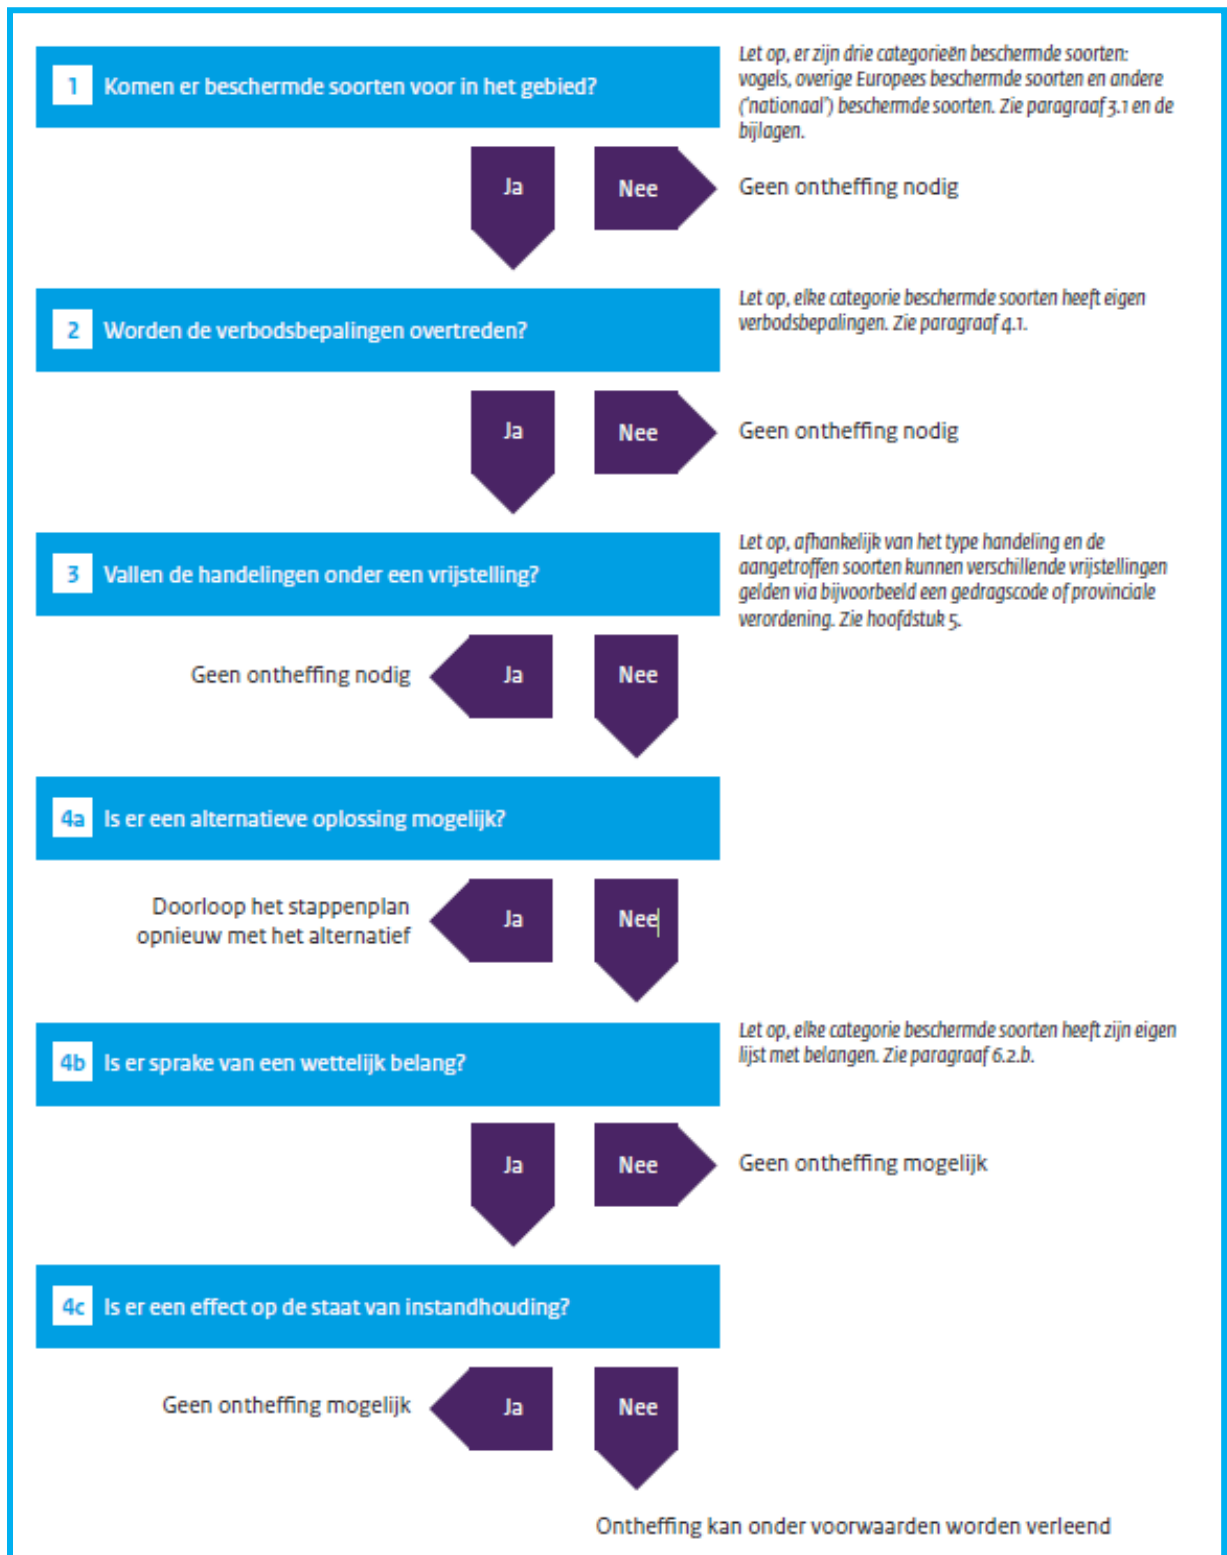 1 Komen er beschermde soorten voor in het gebied?
Let op, er zijn drie categorieën beschermde soorten:
vogels, overige Europees beschermde soorten en andere
('nationaal') beschermde soorten. Zie paragraaf 3.1 en de
bijlagen.
Ja
Nee
Geen ontheffing nodig
2 Worden de verbodsbepalingen overtreden?
Let op, elke categorie beschermde soorten heeft eigen
verbodsbepalingen. Zie paragraaf 4.1.
Ja
Nee
Geen ontheffing nodig
3 Vallen de handelingen onder een vrijstelling?
Let op, afhankelijk van het type handeling en de
aangetroffen soorten kunnen verschillende vrijstellingen
gelden via bijvoorbeeld een gedragscode of provinciale
verordening. Zie hoofdstuk 5.
Geen ontheffing nodig
Ja
Nee
4a Is er een alternatieve oplossing mogelijk?
Doorloop het stappenplan
opnieuw met het alternatief
Ja
Nee
4b Is er sprake van een wettelijk belang?
Let op, elke categorie beschermde soorten heeft zijn eigen
lijst met belangen. Zie paragraaf 6.2.b.
Ja
Nee
Geen ontheffing mogelijk
4c Is er een effect op de staat van instandhouding?
Geen ontheffing mogelijk
Ja
Nee
Ontheffing kan onder voorwaarden worden verleend